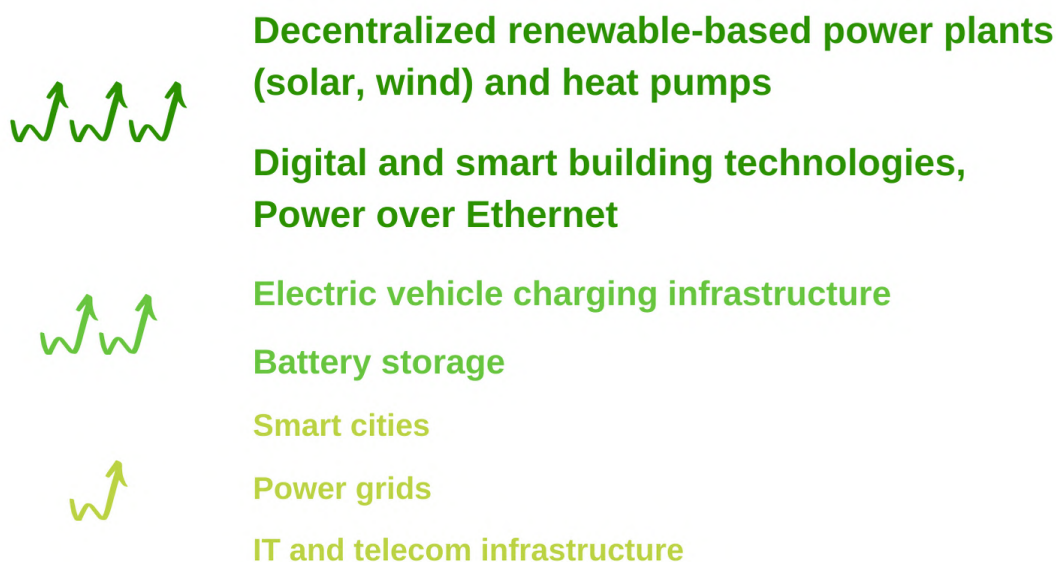 Decentralized renewable-based power plants
(solar, wind) and heat pumps
Digital and smart building technologies,
Power over Ethernet
Electric vehicle charging infrastructure
Battery storage
Smart cities
Power grids
IT and telecom infrastructure